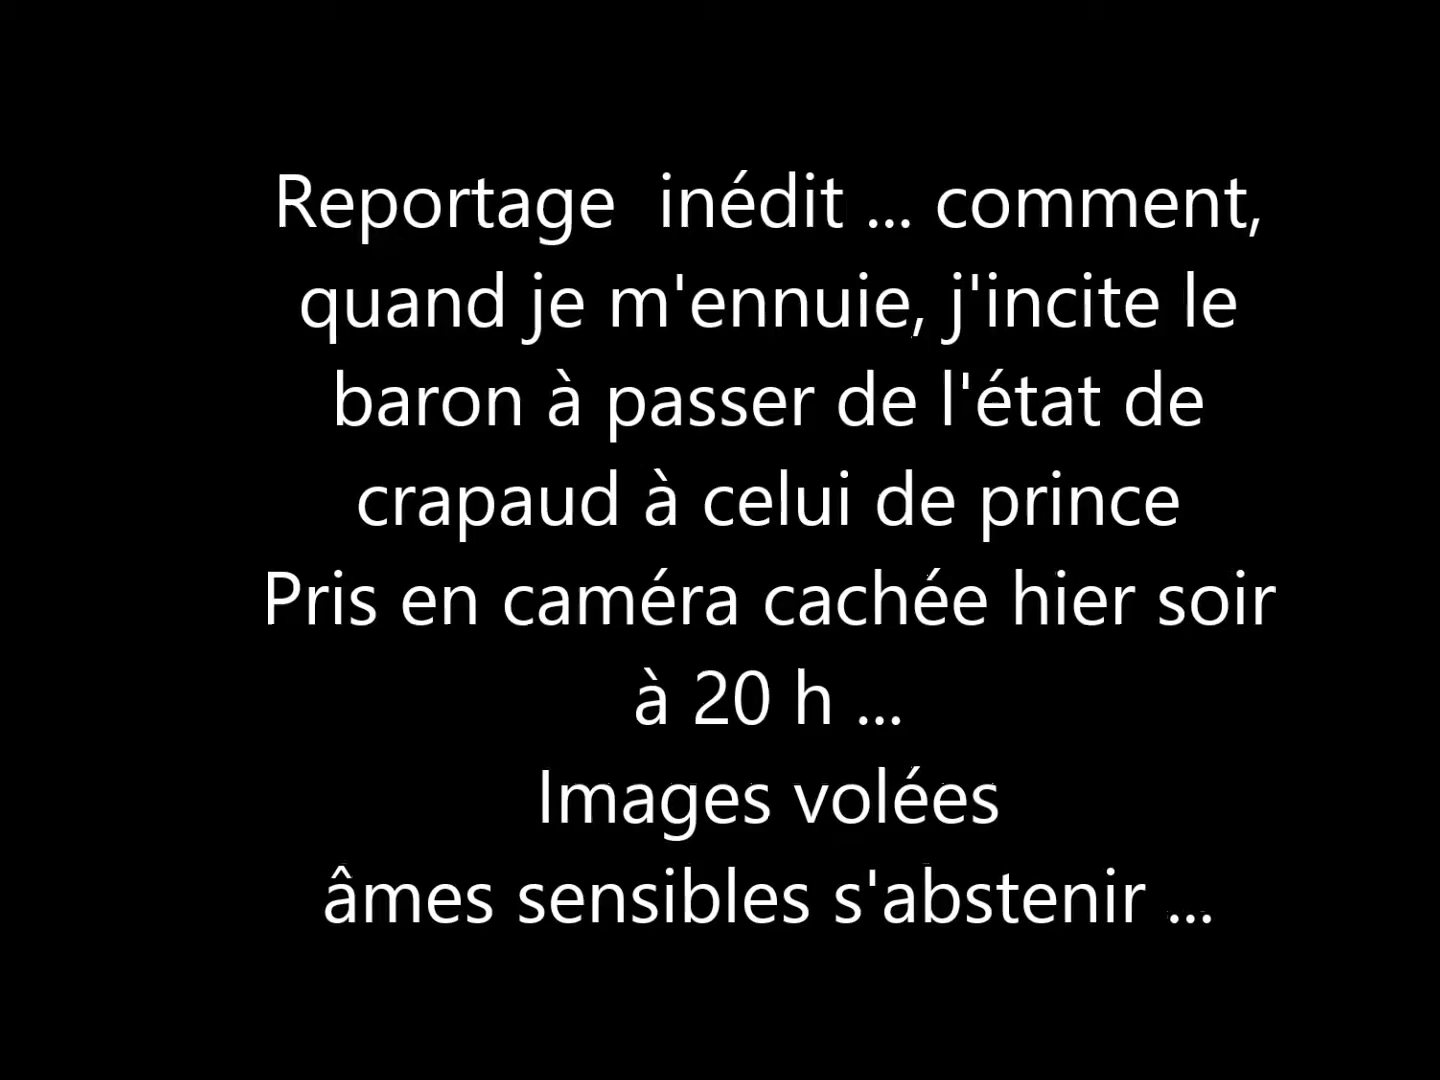 Reportage  inédit ... comment,
quand je m'ennuie, j'incite le
baron à passer de l'état de
crapaud à celui de prince
Pris en caméra cachée hier soir
à 20 h ...
Images volées
âmes sensibles s'abstenir ...